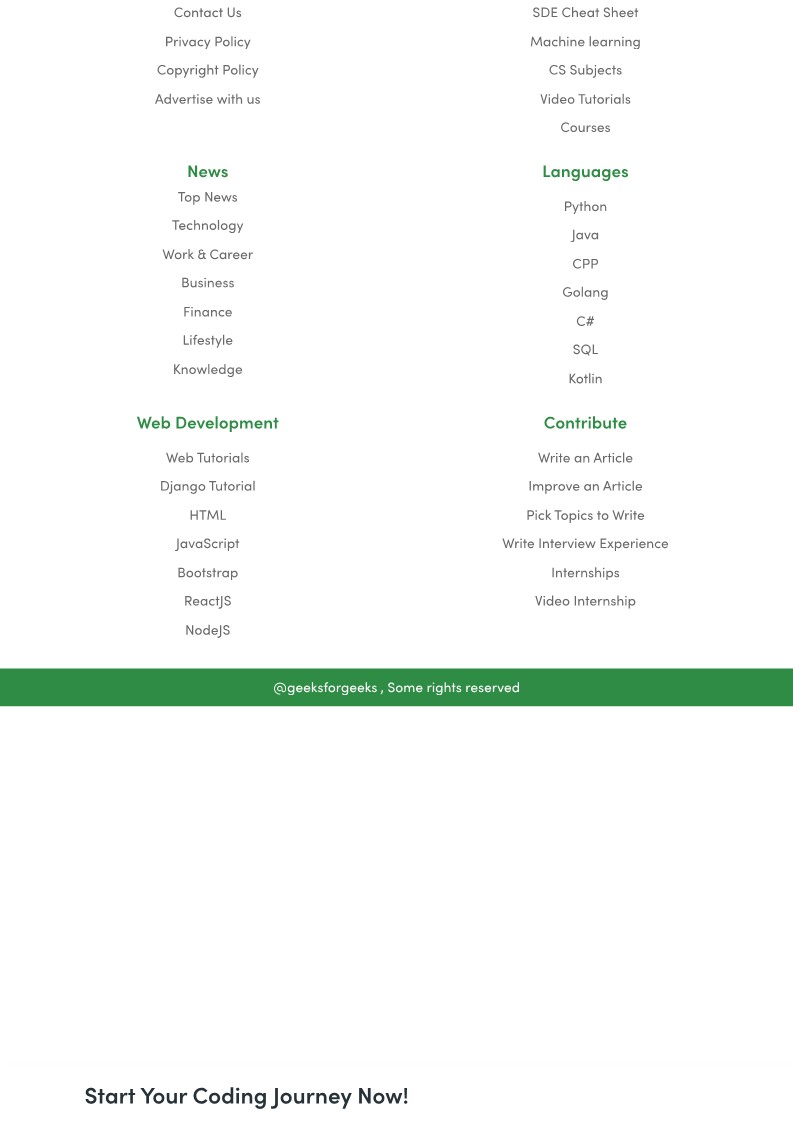 Contact Us
Privacy Policy
Copyright Policy
Advertise with us
SDE Cheat Sheet
Machine learning
CS Subjects
Video Tutorials
Courses
News
Top News
Technology
Work & Career
Business
Finance
Lifestyle
Knowledge
Languages
Python
Java
CPP
Golang
C#
SQL
Kotlin
Web Development
Web Tutorials
Django Tutorial
HTML
JavaScript
Bootstrap
ReactJS
NodeJS
Contribute
Write an Article
Improve an Article
Pick Topics to Write
Write Interview Experience
Internships
Video Internship
@geeksforgeeks , Some rights reserved
Start Your Coding Journey Now!